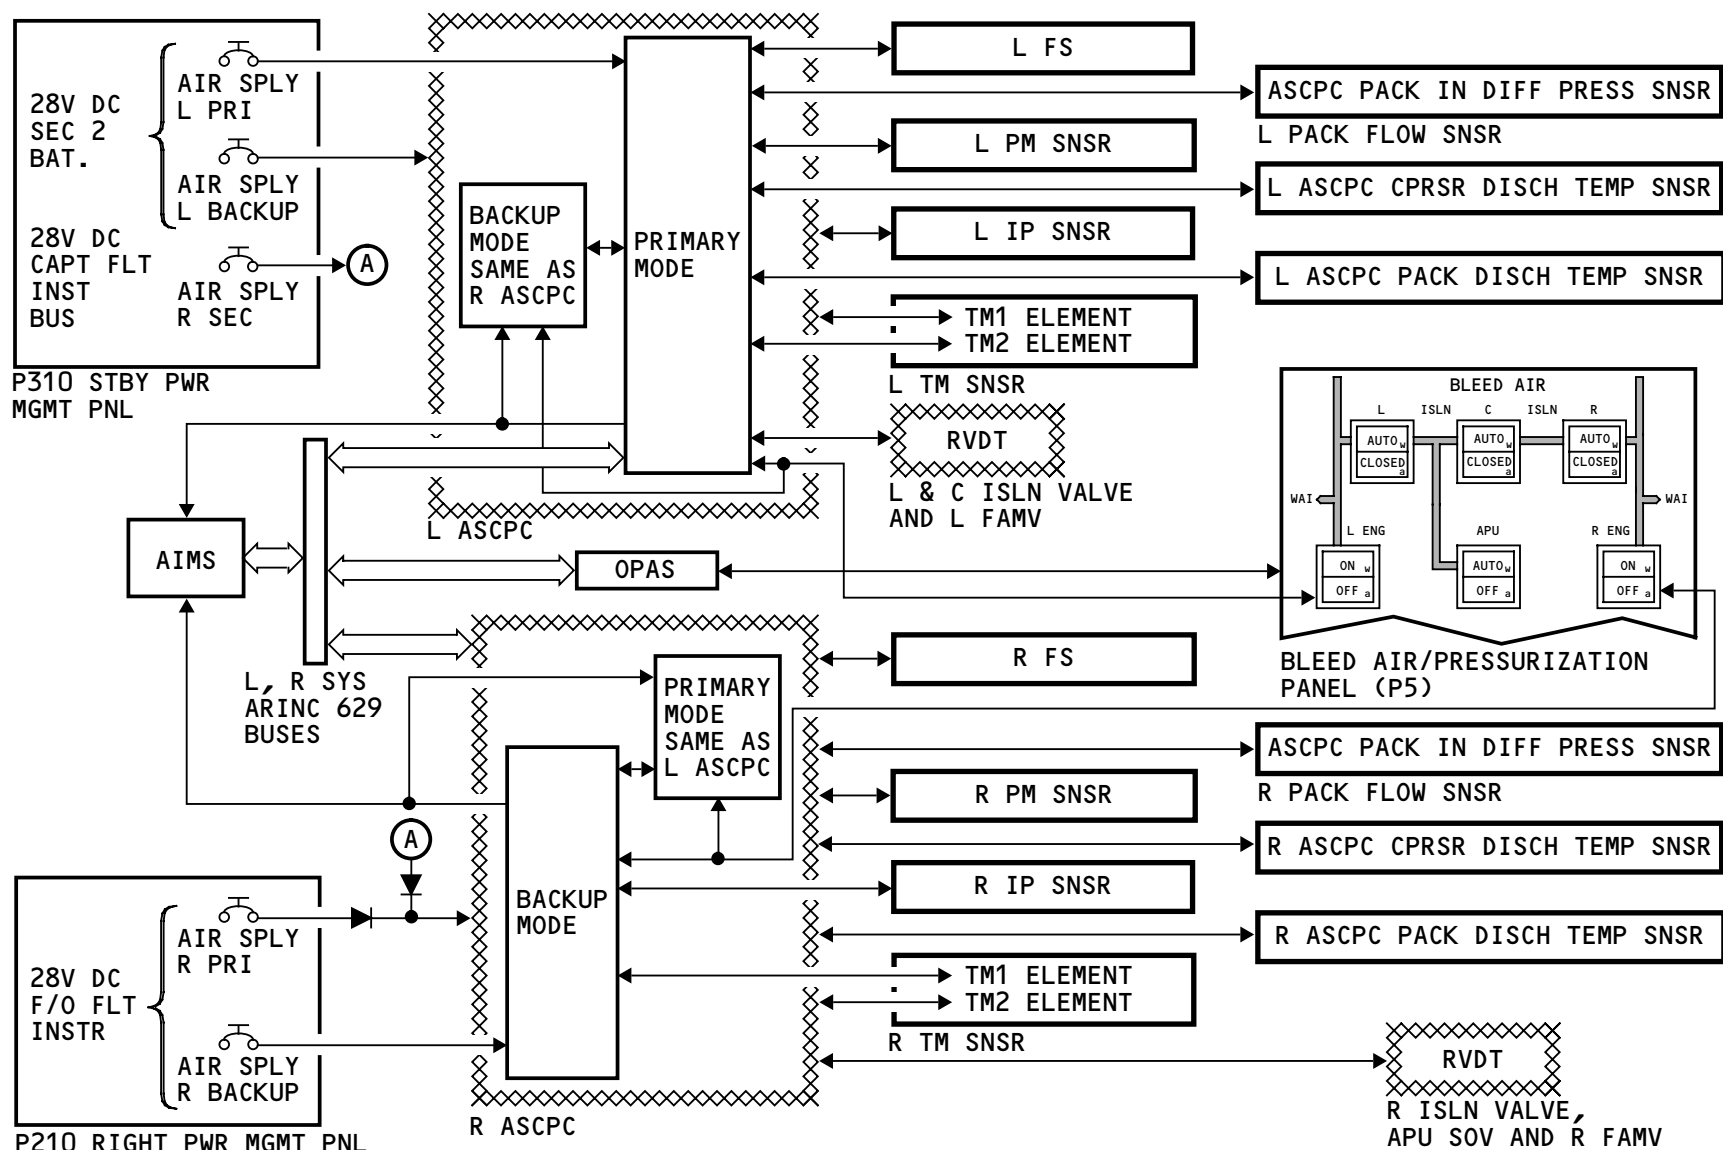 28V DC
SEC 2
BAT.
AIR SPLY
L PRI
AIR SPLY
L BACKUP
28V DC
CAPT FLT
INST
BUS
AIR SPLY
R SEC
A
P310 STBY PWR
MGMT PNL
BACKUP
MODE
SAME AS
R ASCPC
PRIMARY
MODE
L ASCPC
L FS
ASCPC PACK IN DIFF PRESS SNSR
L PACK FLOW SNSR
L PM SNSR
L ASCPC CPRSR DISCH TEMP SNSR
L IP SNSR
L ASCPC PACK DISCH TEMP SNSR
TM1 ELEMENT
TM2 ELEMENT
L TM SNSR
RVDT
L & C ISLN VALVE
AND L FAMV
BLEED AIR
L ISLN C ISLN R
AUTO W AUTO W AUTO W
CLOSED a CLOSED a CLOSED a
WAI WAI
L ENG APU R ENG
ON W AUTO W ON W
OFF a OFF a OFF a
BLEED AIR/PRESSURIZATION
PANEL (P5)
AIMS
OPAS
L, R SYS
ARINC 629
BUSES
PRIMARY
MODE
SAME AS
L ASCPC
BACKUP
MODE
R ASCPC
R FS
ASCPC PACK IN DIFF PRESS SNSR
R PACK FLOW SNSR
R PM SNSR
R ASCPC CPRSR DISCH TEMP SNSR
R IP SNSR
R ASCPC PACK DISCH TEMP SNSR
TM1 ELEMENT
TM2 ELEMENT
R TM SNSR
RVDT
R ISLN VALVE,
APU SOV AND R FAMV
A
28V DC
F/O FLT
INSTR
AIR SPLY
R PRI
AIR SPLY
R BACKUP
P210 RIGHT PWR MGMT PNL